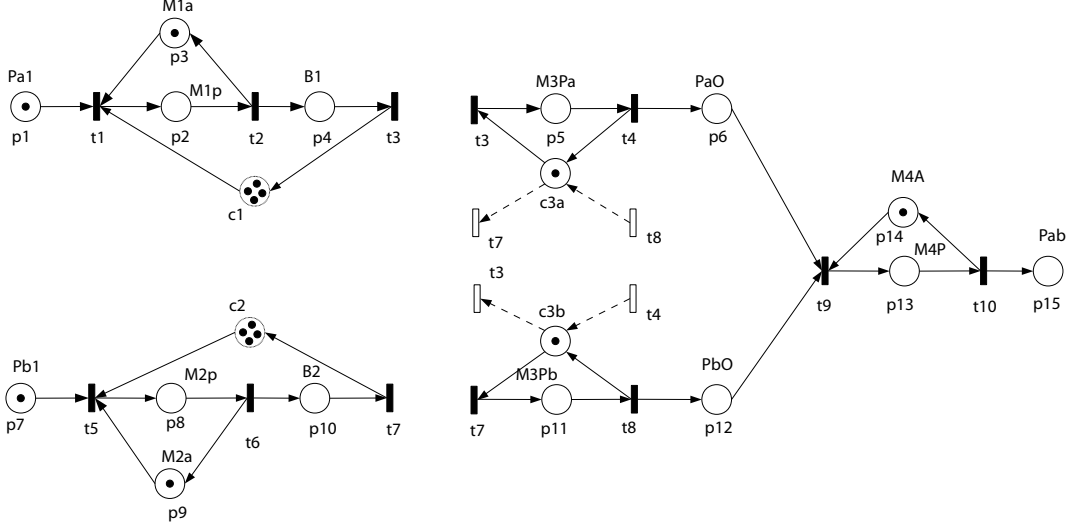 M1a
p3
Pa1
M1p
B1
p1
t1
p2
t2
p4
t3
c1
M3Pa
PaO
t3
p5
t4
p6
c3a
t7
t8
M4A
p14
M4P
Pab
t9
p13
t10
p15
t3
c3b
t4
M3Pb
PbO
t7
p11
t8
p12
c2
Pb1
M2p
B2
p7
t5
p8
t6
p10
t7
M2a
p9